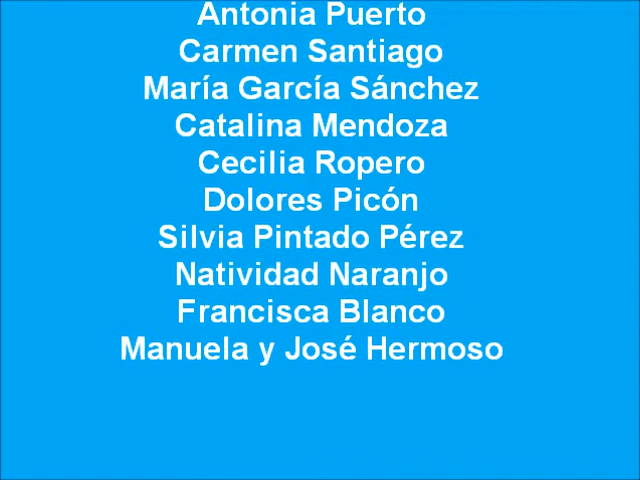 Antonia Puerto
Carmen Santiago
María García Sánchez
Catalina Mendoza
Cecilia Ropero
Dolores Picón
Silvia Pintado Pérez
Natividad Naranjo
Francisca Blanco
Manuela y José Hermoso